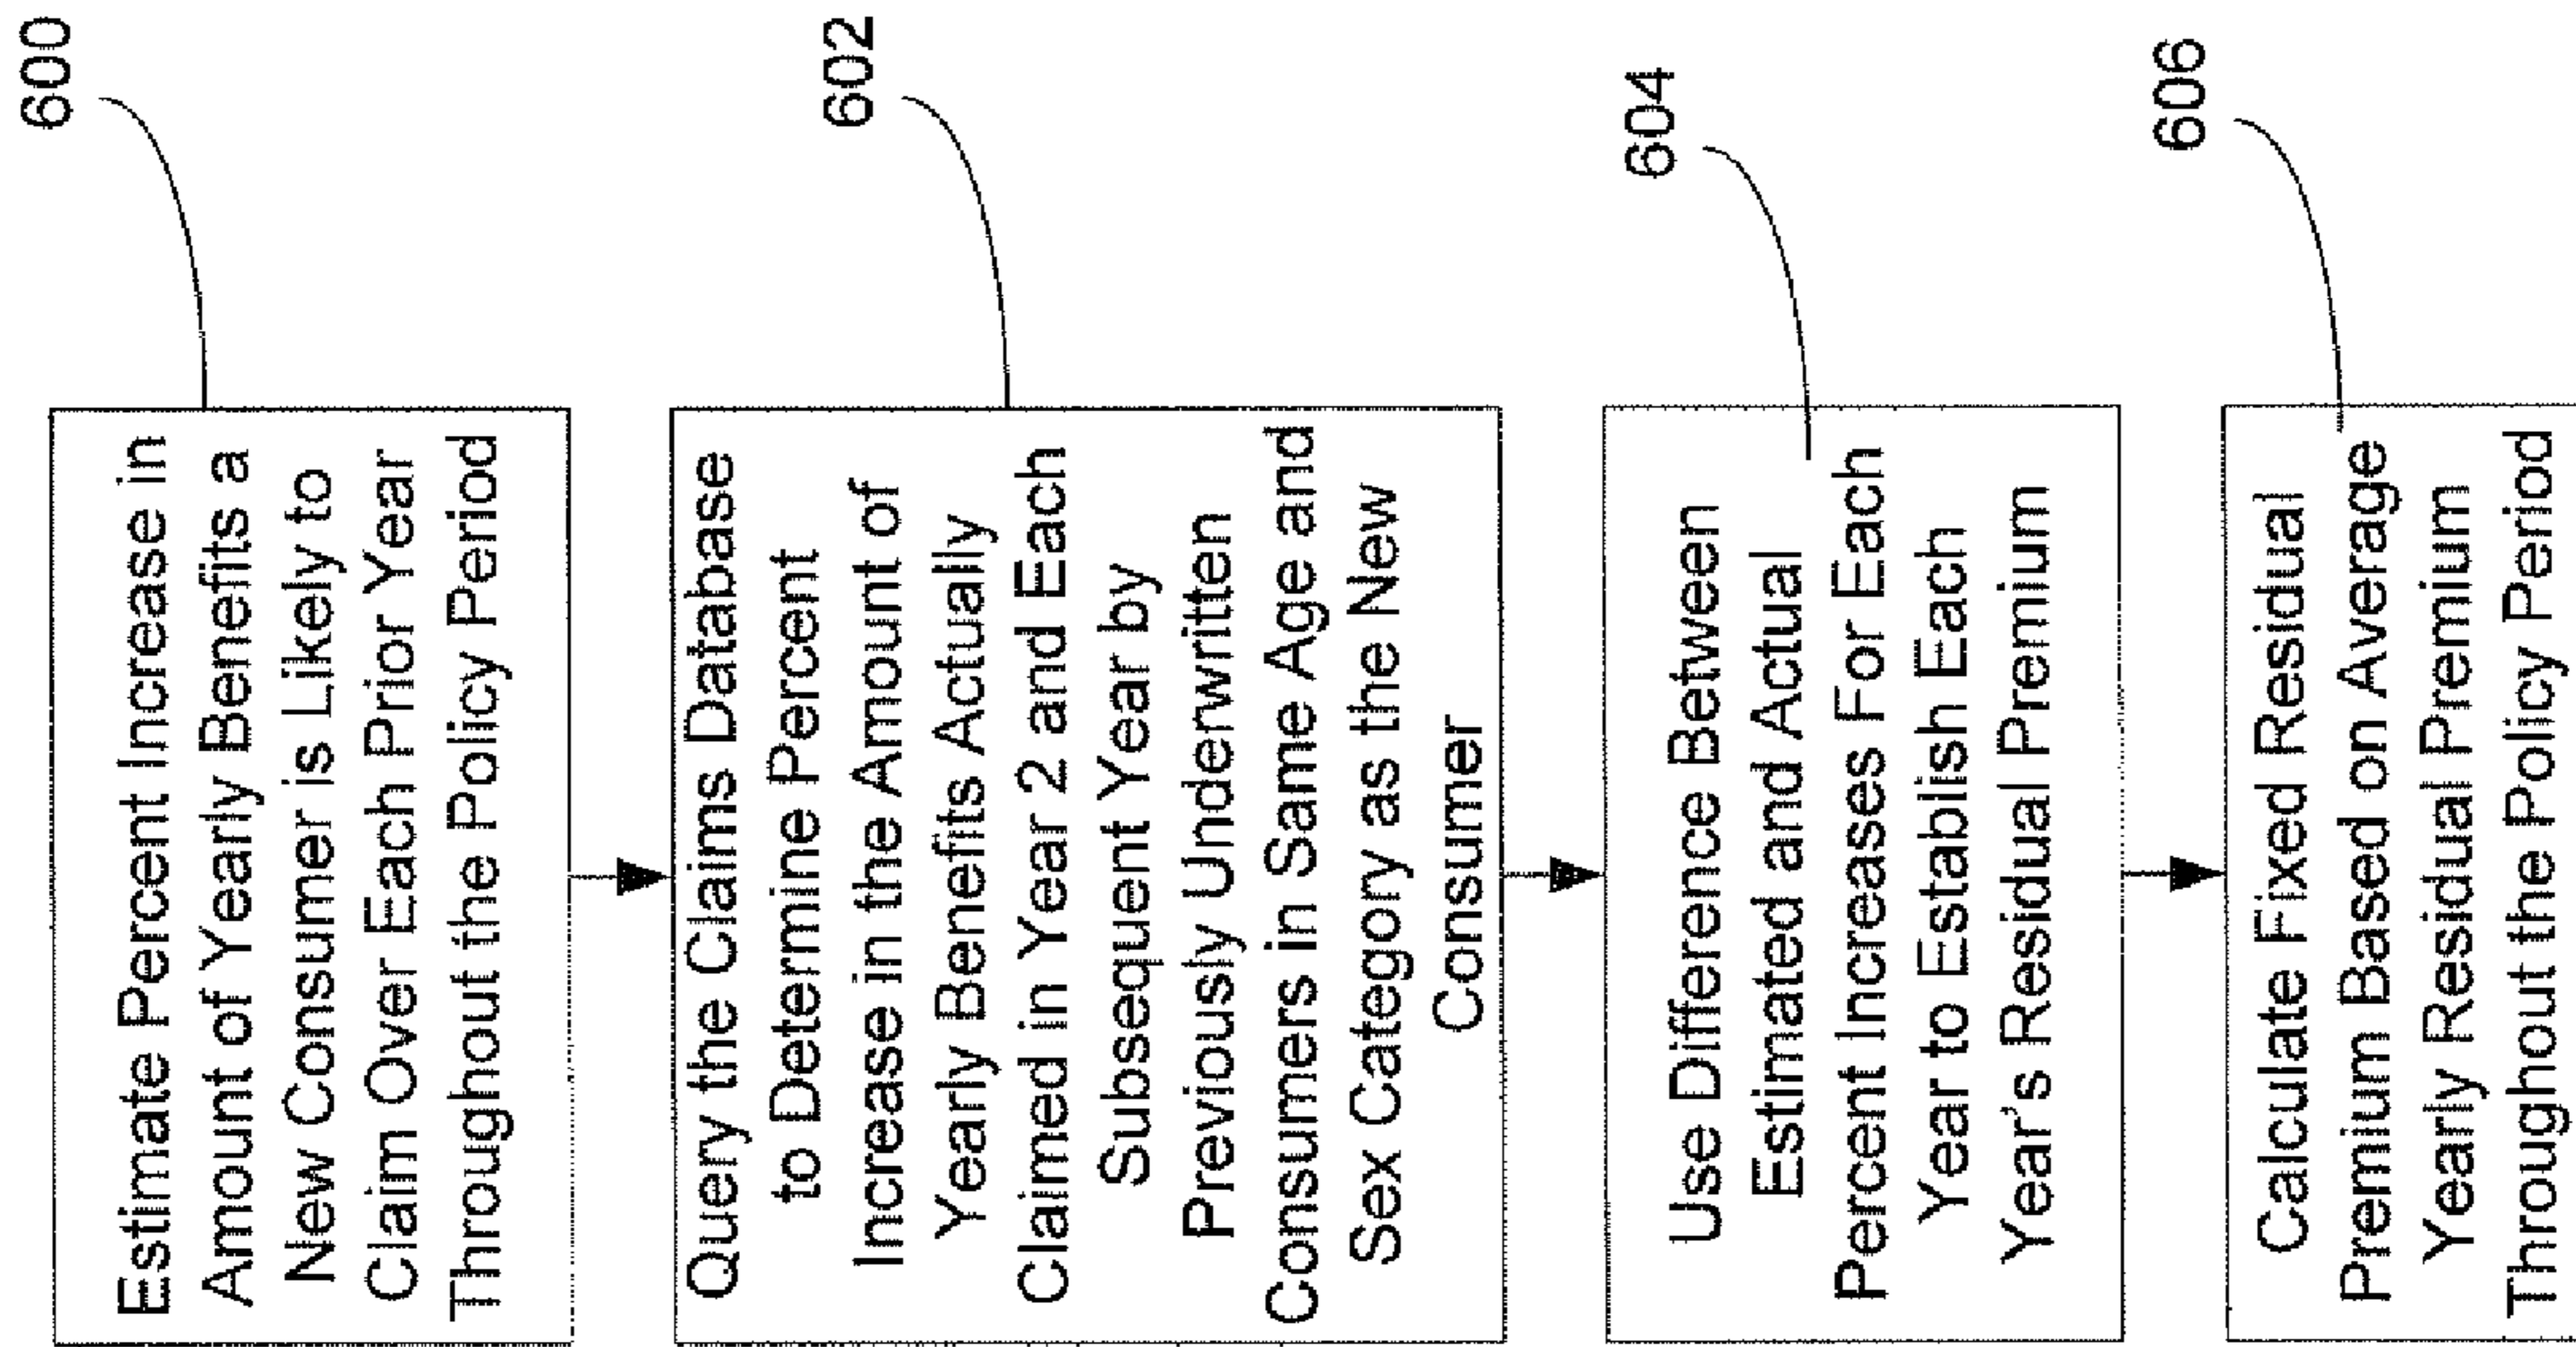 600
Estimate Percent Increase in
Amount of Yearly Benefits a
New Consumer is Likely to
Claim Over Each Prior Year
Throughout the Policy Period
602
Query the Claims Database
to Determine Percent
Increase in the Amount of
Yearly Benefits Actually
Claimed in Year 2 and Each
Subsequent Year by
Previously Underwritten
Consumers in Same Age and
Sex Category as the New
Consumer
604
Use Difference Between
Estimated and Actual
Percent Increases For Each
Year to Establish Each
Year's Residual Premium
606
Calculate Fixed Residual
Premium Based on Average
Yearly Residual Premium
Throughout the Policy Period